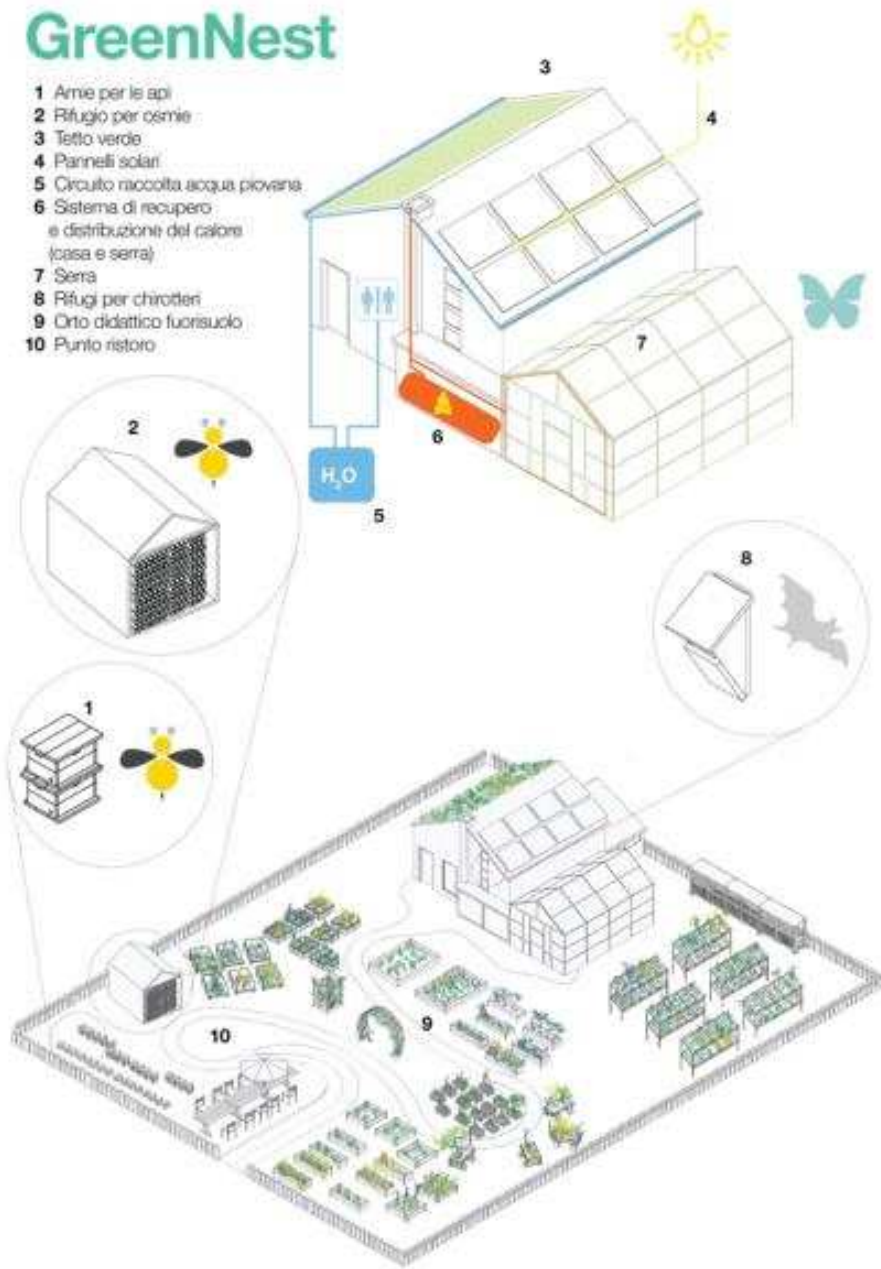 GreenNest
1 Arnie per le api
2 Rifugio per osmie
3 Tetto verde
4 Pannelli solari
5 Circuito raccolta acqua piovana
6 Sistema di recupero
e distribuzione del calore
(casa e serra)
7 Serra
8 Rifugi per chirotteri
9 Orto didattico fuorisuolo
10 Punto ristoro
3
4
7
2
6
H₂O
5
8
1
9
10